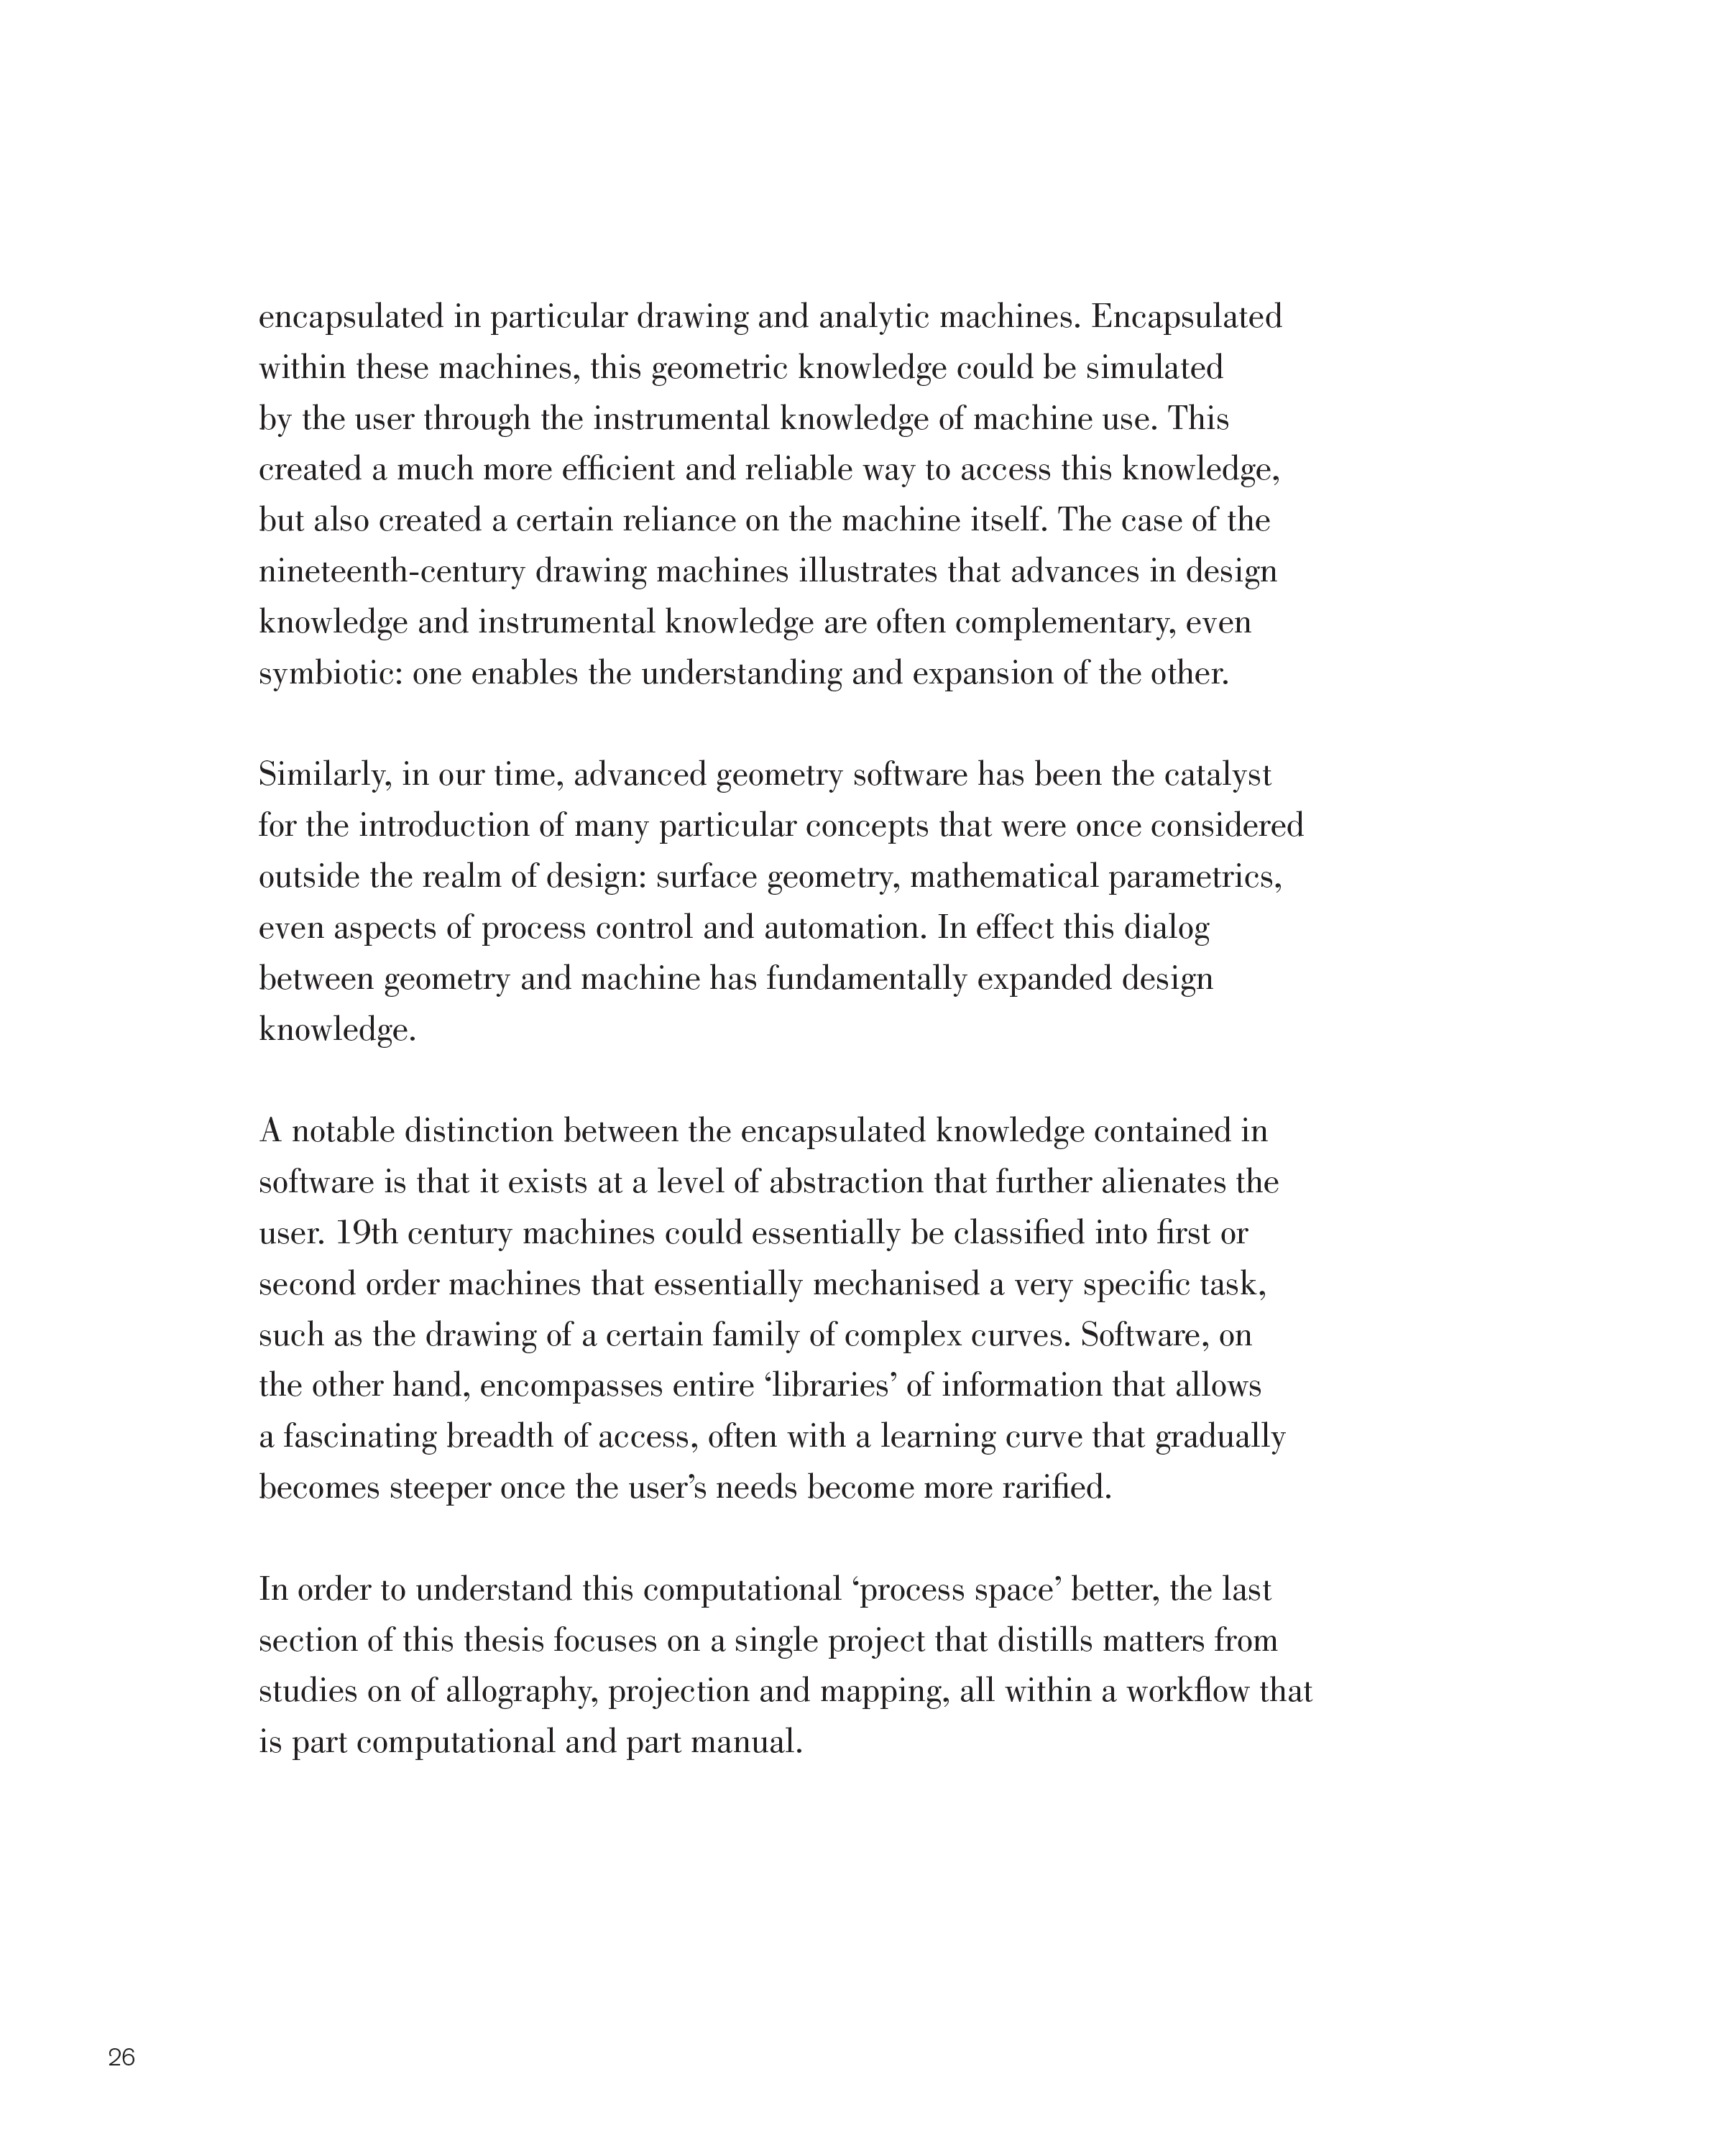 encapsulated in particular drawing and analytic machines. Encapsulated
within these machines, this geometric knowledge could be simulated
by the user through the instrumental knowledge of machine use. This
created a much more efficient and reliable way to access this knowledge,
but also created a certain reliance on the machine itself. The case of the
nineteenth-century drawing machines illustrates that advances in design
knowledge and instrumental knowledge are often complementary, even
symbiotic: one enables the understanding and expansion of the other.
Similarly, in our time, advanced geometry software has been the catalyst
for the introduction of many particular concepts that were once considered
outside the realm of design: surface geometry, mathematical parametrics,
even aspects of process control and automation. In effect this dialog
between geometry and machine has fundamentally expanded design
knowledge.
A notable distinction between the encapsulated knowledge contained in
software is that it exists at a level of abstraction that further alienates the
user. 19th century machines could essentially be classified into first or
second order machines that essentially mechanised a very specific task,
such as the drawing of a certain family of complex curves. Software, on
the other hand, encompasses entire ‘libraries’ of information that allows
a fascinating breadth of access, often with a learning curve that gradually
becomes steeper once the user’s needs become more rarified.
In order to understand this computational ‘process space’ better, the last
section of this thesis focuses on a single project that distills matters from
studies on of allography, projection and mapping, all within a workflow that
is part computational and part manual.
26